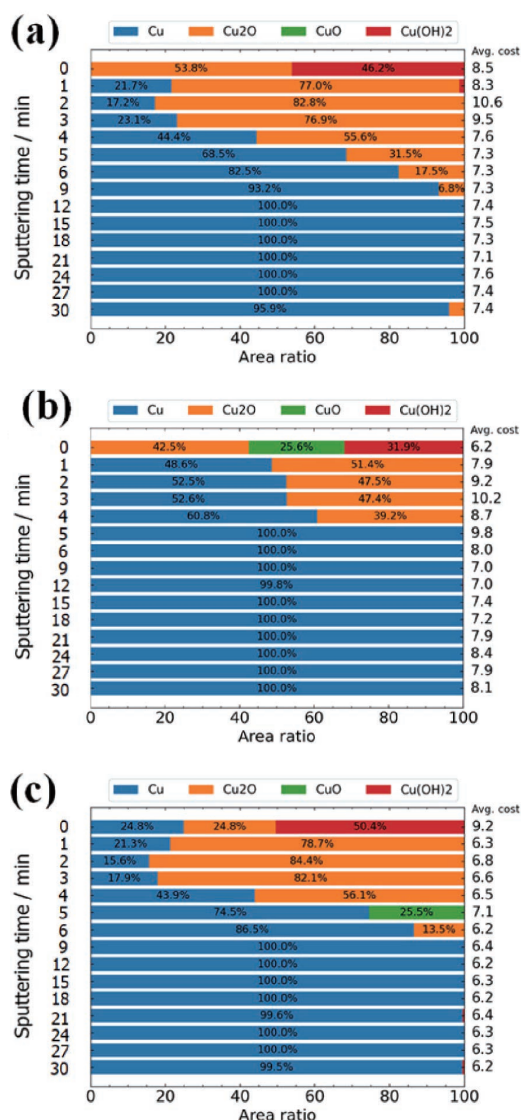 (a)
Cu Cu2O CuO Cu(OH)2
Avg. cost
0 53.8% 46.2% 8.5
1 21.7% 77.0% 8.3
2 17.2% 82.8% 10.6
3 23.1% 76.9% 9.5
4 44.4% 55.6% 7.6
5 68.5% 31.5% 7.3
6 82.5% 17.5% 7.3
9 93.2% 6.8% 7.3
12 100.0% 7.4
15 100.0% 7.5
18 100.0% 7.3
21 100.0% 7.1
24 100.0% 7.6
27 100.0% 7.4
30 95.9% 7.4
Sputtering time / min
0 20 40 60 80 100
Area ratio
(b)
Cu Cu2O CuO Cu(OH)2
Avg. cost
0 42.5% 25.6% 31.9% 6.2
1 48.6% 51.4% 7.9
2 52.5% 47.5% 9.2
3 52.6% 47.4% 10.2
4 60.8% 39.2% 8.7
5 100.0% 9.8
6 100.0% 8.0
9 100.0% 7.0
12 99.8% 7.0
15 100.0% 7.4
18 100.0% 7.2
21 100.0% 7.9
24 100.0% 8.4
27 100.0% 7.9
30 100.0% 8.1
Sputtering time / min
0 20 40 60 80 100
Area ratio
(c)
Cu Cu2O CuO Cu(OH)2
Avg. cost
0 24.8% 24.8% 50.4% 9.2
1 21.3% 78.7% 6.3
2 15.6% 84.4% 6.8
3 17.9% 82.1% 6.6
4 43.9% 56.1% 6.5
5 74.5% 25.5% 7.1
6 86.5% 13.5% 6.2
9 100.0% 6.4
12 100.0% 6.2
15 100.0% 6.3
18 100.0% 6.2
21 99.6% 6.4
24 100.0% 6.3
27 100.0% 6.3
30 99.5% 6.2
Sputtering time / min
0 20 40 60 80 100
Area ratio